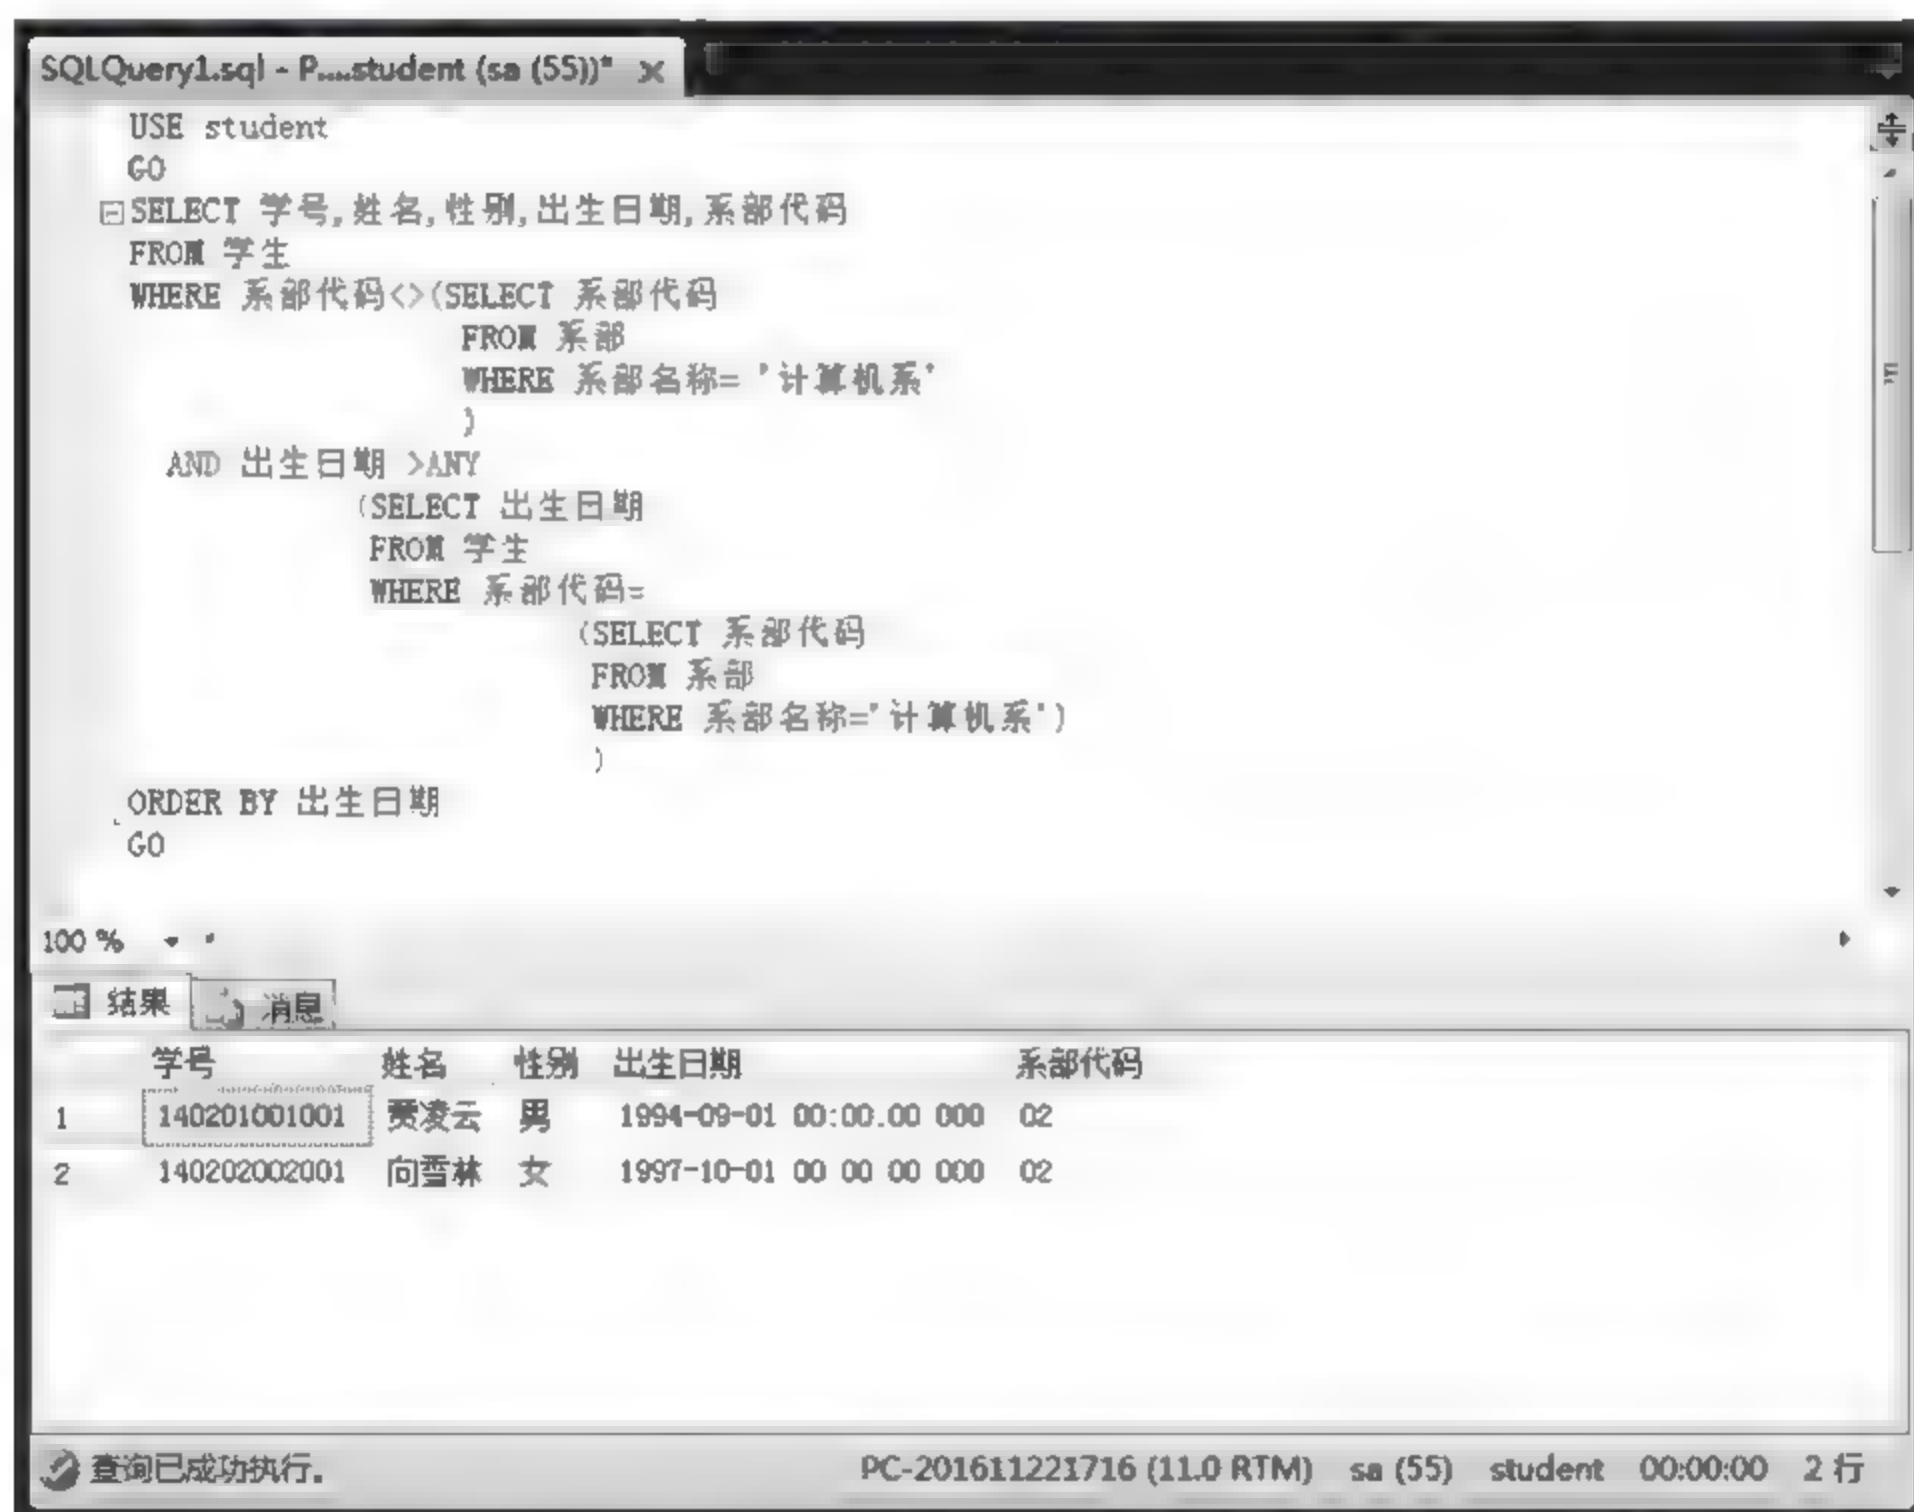 SQLQuery1.sql - P....student (sa (55))* ×
USE student
GO
SELECT 学号,姓名,性别,出生日期,系部代码
FROM 学生
WHERE 系部代码<>(SELECT 系部代码
FROM 系部
WHERE 系部名称= '计算机系'
)
AND 出生日期 >ANY
(SELECT 出生日期
FROM 学生
WHERE 系部代码=
(SELECT 系部代码
FROM 系部
WHERE 系部名称='计算机系')
)
ORDER BY 出生日期
GO
100 %
结果 消息
学号 姓名 性别 出生日期 系部代码
1 140201001001 贾凌云 男 1994-09-01 00:00.00 000 02
2 140202002001 向雪林 女 1997-10-01 00 00 00 000 02
查询已成功执行。 PC-201611221716 (11.0 RTM) sa (55) student 00:00:00 2 行